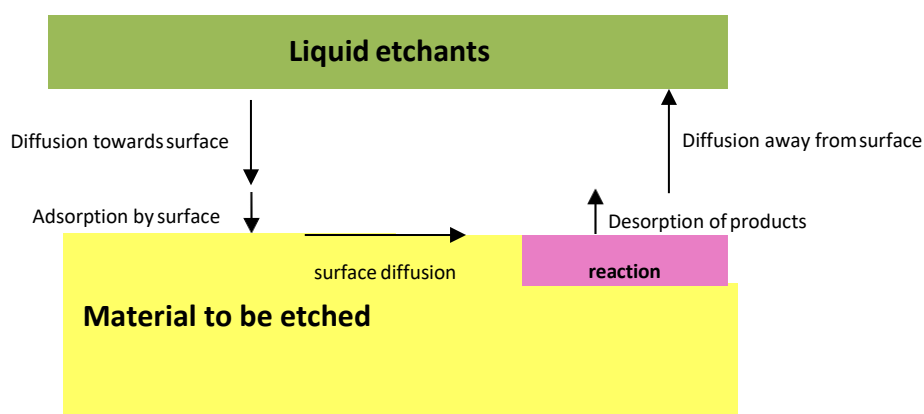 Liquid etchants
Diffusion towards surface
Diffusion away from surface
Adsorption by surface
Desorption of products
surface diffusion
reaction
Material to be etched